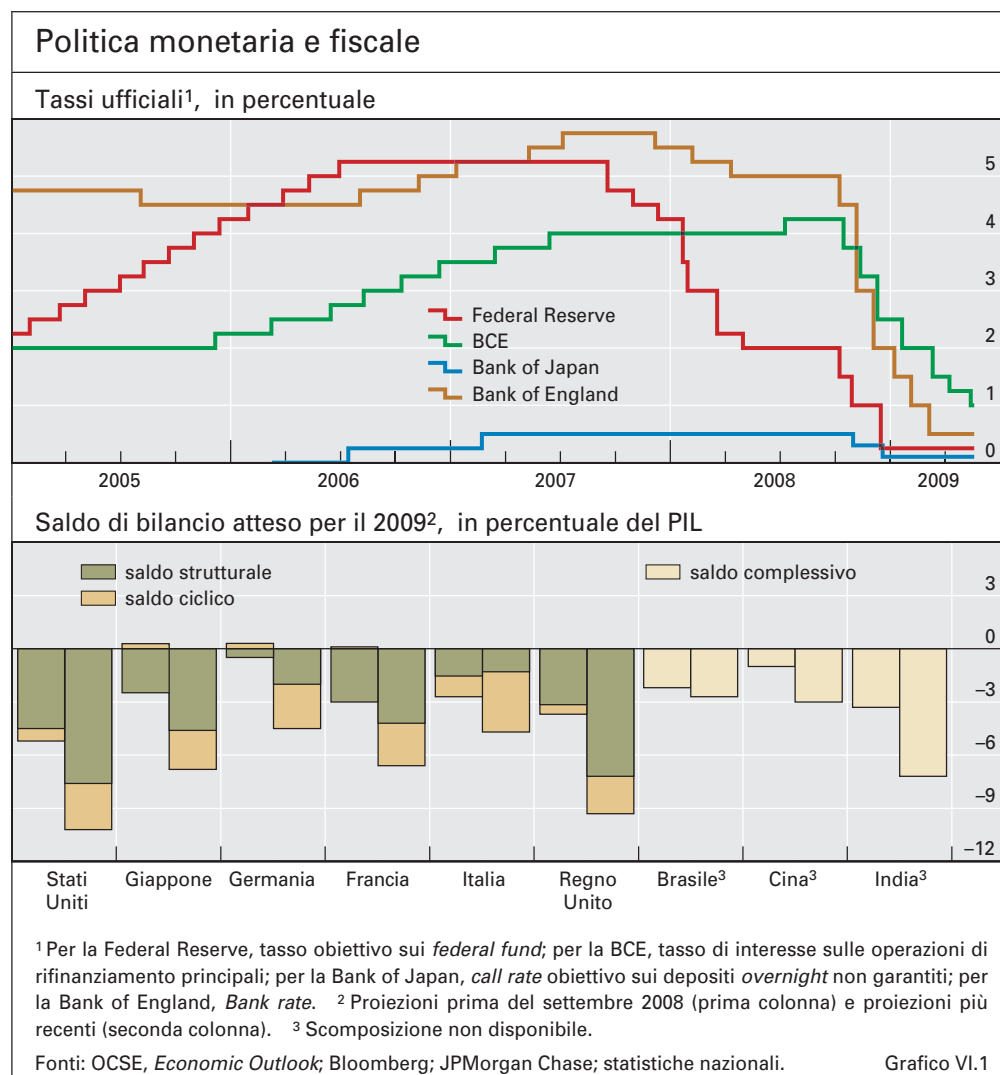 Politica monetaria e fiscale
Tassi ufficiali¹, in percentuale
5
4
3
2
1
0
Federal Reserve
BCE
Bank of Japan
Bank of England
2005 2006 2007 2008 2009
Saldo di bilancio atteso per il 2009², in percentuale del PIL
saldo strutturale
saldo ciclico
saldo complessivo
3
0
–3
–6
–9
–12
Stati Uniti
Giappone
Germania
Francia
Italia
Regno Unito
Brasile³
Cina³
India³
¹ Per la Federal Reserve, tasso obiettivo sui federal fund; per la BCE, tasso di interesse sulle operazioni di
rifinanziamento principali; per la Bank of Japan, call rate obiettivo sui depositi overnight non garantiti; per
la Bank of England, Bank rate. ² Proiezioni prima del settembre 2008 (prima colonna) e proiezioni più
recenti (seconda colonna). ³ Scomposizione non disponibile.
Fonti: OCSE, Economic Outlook; Bloomberg; JPMorgan Chase; statistiche nazionali. Grafico VI.1